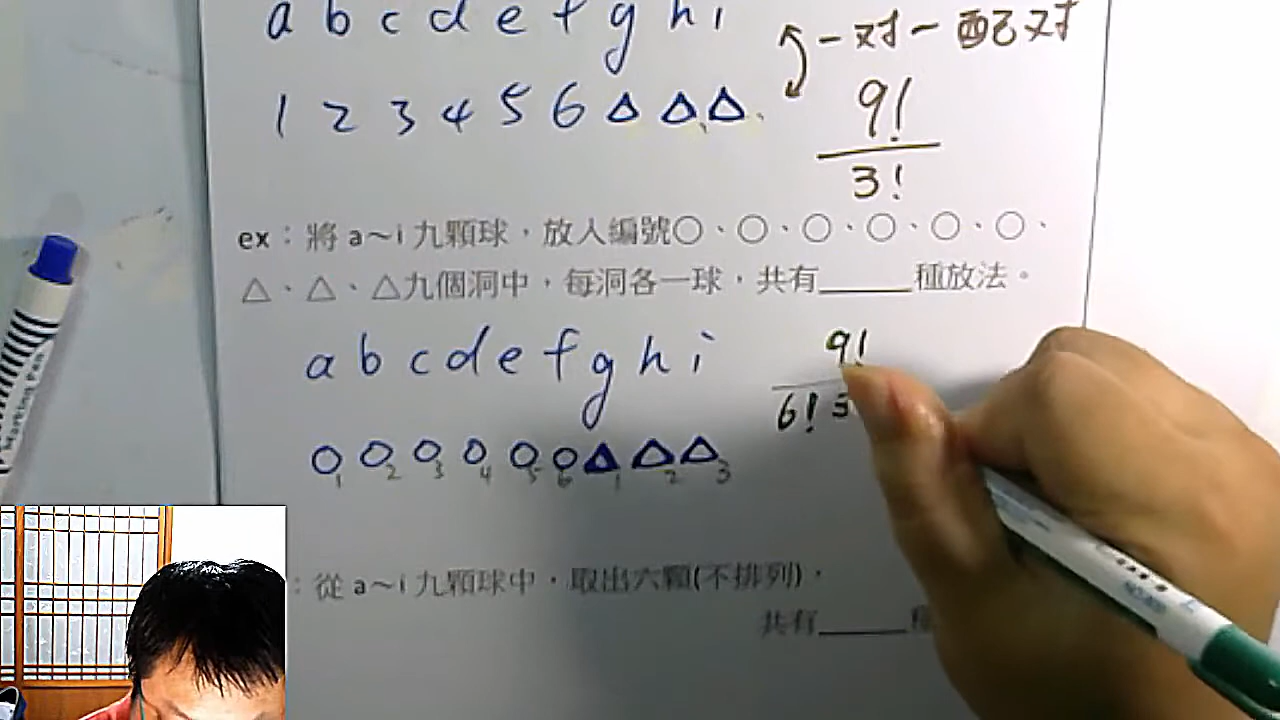 a b c d e f g h i
一对一配对
1 2 3 4 5 6 △ △ △
9!
3!
ex：將 a～i 九顆球，放入編號○、○、○、○、○、○、
△、△、△九個洞中，每洞各一球，共有______種放法。
a b c d e f g h i
9!
6! 3
○1 ○2 ○3 ○4 ○5 ○6 △1 △2 △3
：從 a～i 九顆球中，取出六顆(不排列)，
共有______
Marking Pen